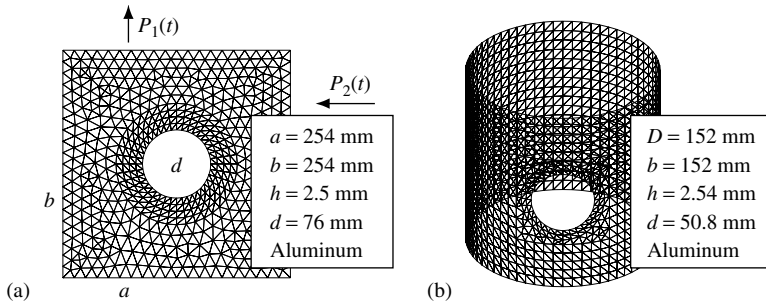 P₁(t)
P₂(t)
d
b
a = 254 mm
b = 254 mm
h = 2.5 mm
d = 76 mm
Aluminum
(a)
a
D = 152 mm
b = 152 mm
h = 2.54 mm
d = 50.8 mm
Aluminum
(b)